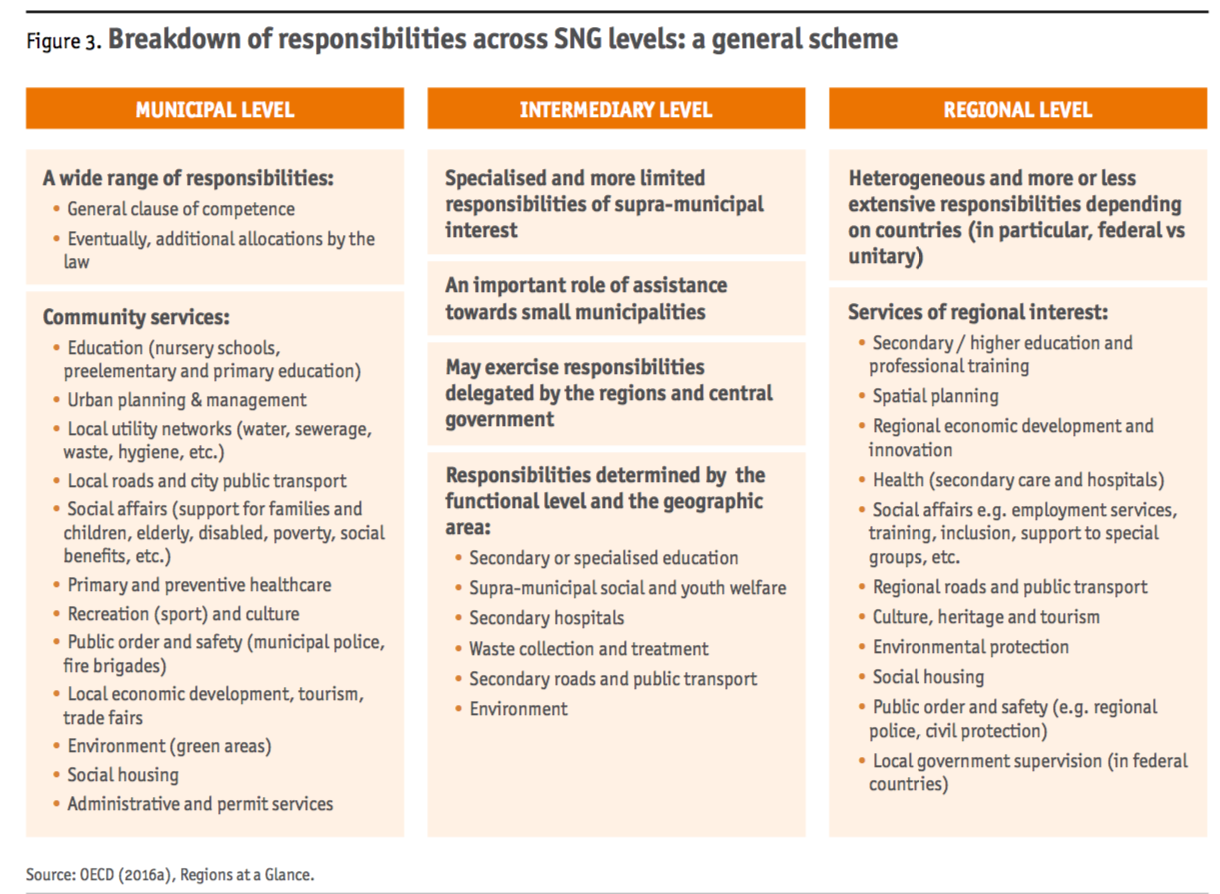 Figure 3. Breakdown of responsibilities across SNG levels: a general scheme
MUNICIPAL LEVEL
A wide range of responsibilities:
• General clause of competence
• Eventually, additional allocations by the
law
Community services:
• Education (nursery schools,
preelementary and primary education)
• Urban planning & management
• Local utility networks (water, sewerage,
waste, hygiene, etc.)
• Local roads and city public transport
• Social affairs (support for families and
children, elderly, disabled, poverty, social
benefits, etc.)
• Primary and preventive healthcare
• Recreation (sport) and culture
• Public order and safety (municipal police,
fire brigades)
• Local economic development, tourism,
trade fairs
• Environment (green areas)
• Social housing
• Administrative and permit services
INTERMEDIARY LEVEL
Specialised and more limited
responsibilities of supra-municipal
interest
An important role of assistance
towards small municipalities
May exercise responsibilities
delegated by the regions and central
government
Responsibilities determined by the
functional level and the geographic
area:
• Secondary or specialised education
• Supra-municipal social and youth welfare
• Secondary hospitals
• Waste collection and treatment
• Secondary roads and public transport
• Environment
REGIONAL LEVEL
Heterogeneous and more or less
extensive responsibilities depending
on countries (in particular, federal vs
unitary)
Services of regional interest:
• Secondary / higher education and
professional training
• Spatial planning
• Regional economic development and
innovation
• Health (secondary care and hospitals)
• Social affairs e.g. employment services,
training, inclusion, support to special
groups, etc.
• Regional roads and public transport
• Culture, heritage and tourism
• Environmental protection
• Social housing
• Public order and safety (e.g. regional
police, civil protection)
• Local government supervision (in federal
countries)
Source: OECD (2016a), Regions at a Glance.